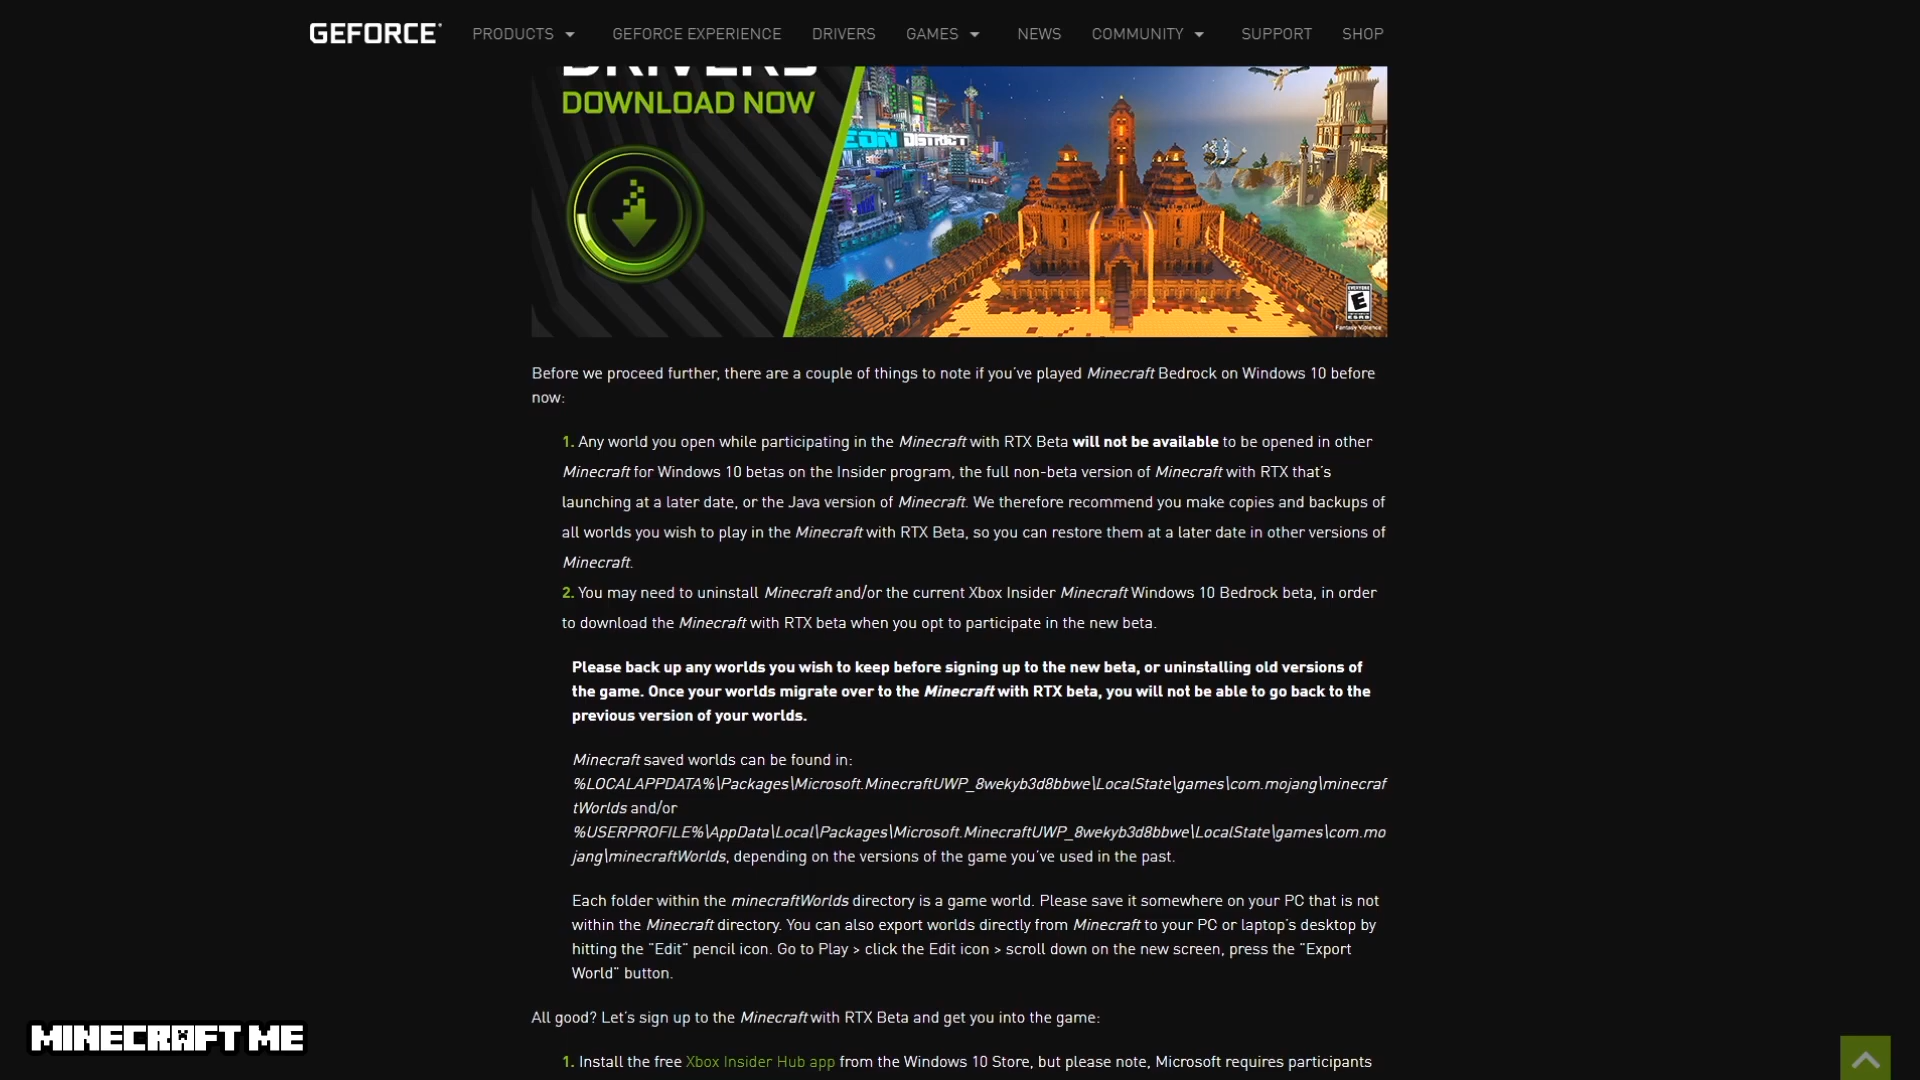 GEFORCE
PRODUCTS GEFORCE EXPERIENCE DRIVERS GAMES NEWS COMMUNITY SUPPORT SHOP
DRIVERS
DOWNLOAD NOW
EON DISTRICT
EVERYONE
E
ESRB
Fantasy Violence
Before we proceed further, there are a couple of things to note if you’ve played Minecraft Bedrock on Windows 10 before
now:
1. Any world you open while participating in the Minecraft with RTX Beta will not be available to be opened in other
Minecraft for Windows 10 betas on the Insider program, the full non-beta version of Minecraft with RTX that’s
launching at a later date, or the Java version of Minecraft. We therefore recommend you make copies and backups of
all worlds you wish to play in the Minecraft with RTX Beta, so you can restore them at a later date in other versions of
Minecraft.
2. You may need to uninstall Minecraft and/or the current Xbox Insider Minecraft Windows 10 Bedrock beta, in order
to download the Minecraft with RTX beta when you opt to participate in the new beta.
Please back up any worlds you wish to keep before signing up to the new beta, or uninstalling old versions of
the game. Once your worlds migrate over to the Minecraft with RTX beta, you will not be able to go back to the
previous version of your worlds.
Minecraft saved worlds can be found in:
%LOCALAPPDATA%\Packages\Microsoft.MinecraftUWP_8wekyb3d8bbwe\LocalState\games\com.mojang\minecraf
tWorlds and/or
%USERPROFILE%\AppData\Local\Packages\Microsoft.MinecraftUWP_8wekyb3d8bbwe\LocalState\games\com.mo
jang\minecraftWorlds, depending on the versions of the game you’ve used in the past.
Each folder within the minecraftWorlds directory is a game world. Please save it somewhere on your PC that is not
within the Minecraft directory. You can also export worlds directly from Minecraft to your PC or laptop’s desktop by
hitting the “Edit” pencil icon. Go to Play > click the Edit icon > scroll down on the new screen, press the “Export
World” button.
All good? Let’s sign up to the Minecraft with RTX Beta and get you into the game:
1. Install the free Xbox Insider Hub app from the Windows 10 Store, but please note, Microsoft requires participants
MINECRAFT ME